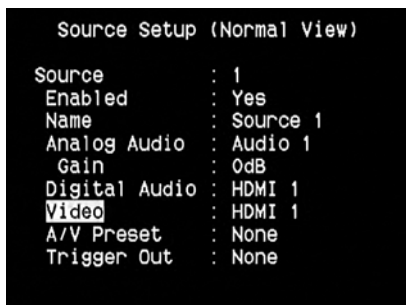 Source Setup (Normal View)
Source : 1
Enabled : Yes
Name : Source 1
Analog Audio : Audio 1
Gain : 0dB
Digital Audio : HDMI 1
Video : HDMI 1
A/V Preset : None
Trigger Out : None